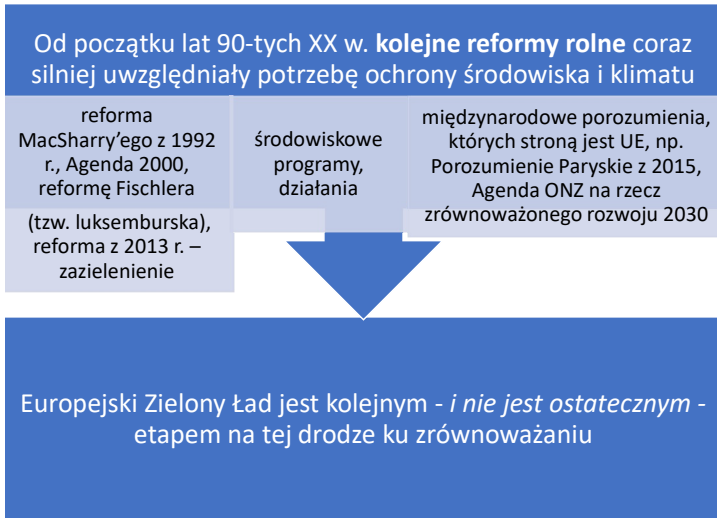 Od początku lat 90-tych XX w. kolejne reformy rolne coraz
silniej uwzględniały potrzebę ochrony środowiska i klimatu
reforma
MacSharry’ego z 1992
r., Agenda 2000,
reformę Fischlera
(tzw. luksemburska),
reforma z 2013 r. –
zazielenienie
środowiskowe
programy,
działania
międzynarodowe porozumienia,
których stroną jest UE, np.
Porozumienie Paryskie z 2015,
Agenda ONZ na rzecz
zrównoważonego rozwoju 2030
Europejski Zielony Ład jest kolejnym - i nie jest ostatecznym -
etapem na tej drodze ku zrównoważaniu